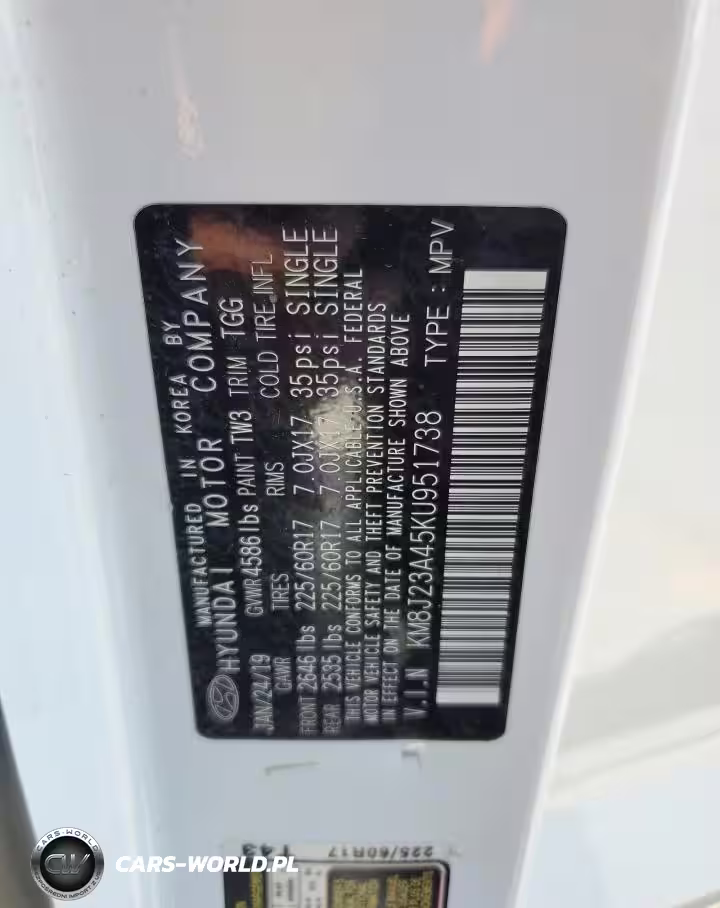 MANUFACTURED IN KOREA BY
HYUNDAI MOTOR COMPANY
JAN/24/19 GVWR 4586 lbs PAINT TW3 TRIM TGG
GAWR TIRES RIMS COLD TIRE INFL
FRONT 2646 lbs 225/60R17 7.0JX17 35psi SINGLE
REAR 2535 lbs 225/60R17 7.0JX17 35psi SINGLE
THIS VEHICLE CONFORMS TO ALL APPLICABLE U.S.A. FEDERAL
MOTOR VEHICLE SAFETY AND THEFT PREVENTION STANDARDS
IN EFFECT ON THE DATE OF MANUFACTURE SHOWN ABOVE
V.I.N KM8J23A45KU951738 TYPE : MPV
T43
225/60R17
CARS-WORLD
CW
CARS-WORLD.PL